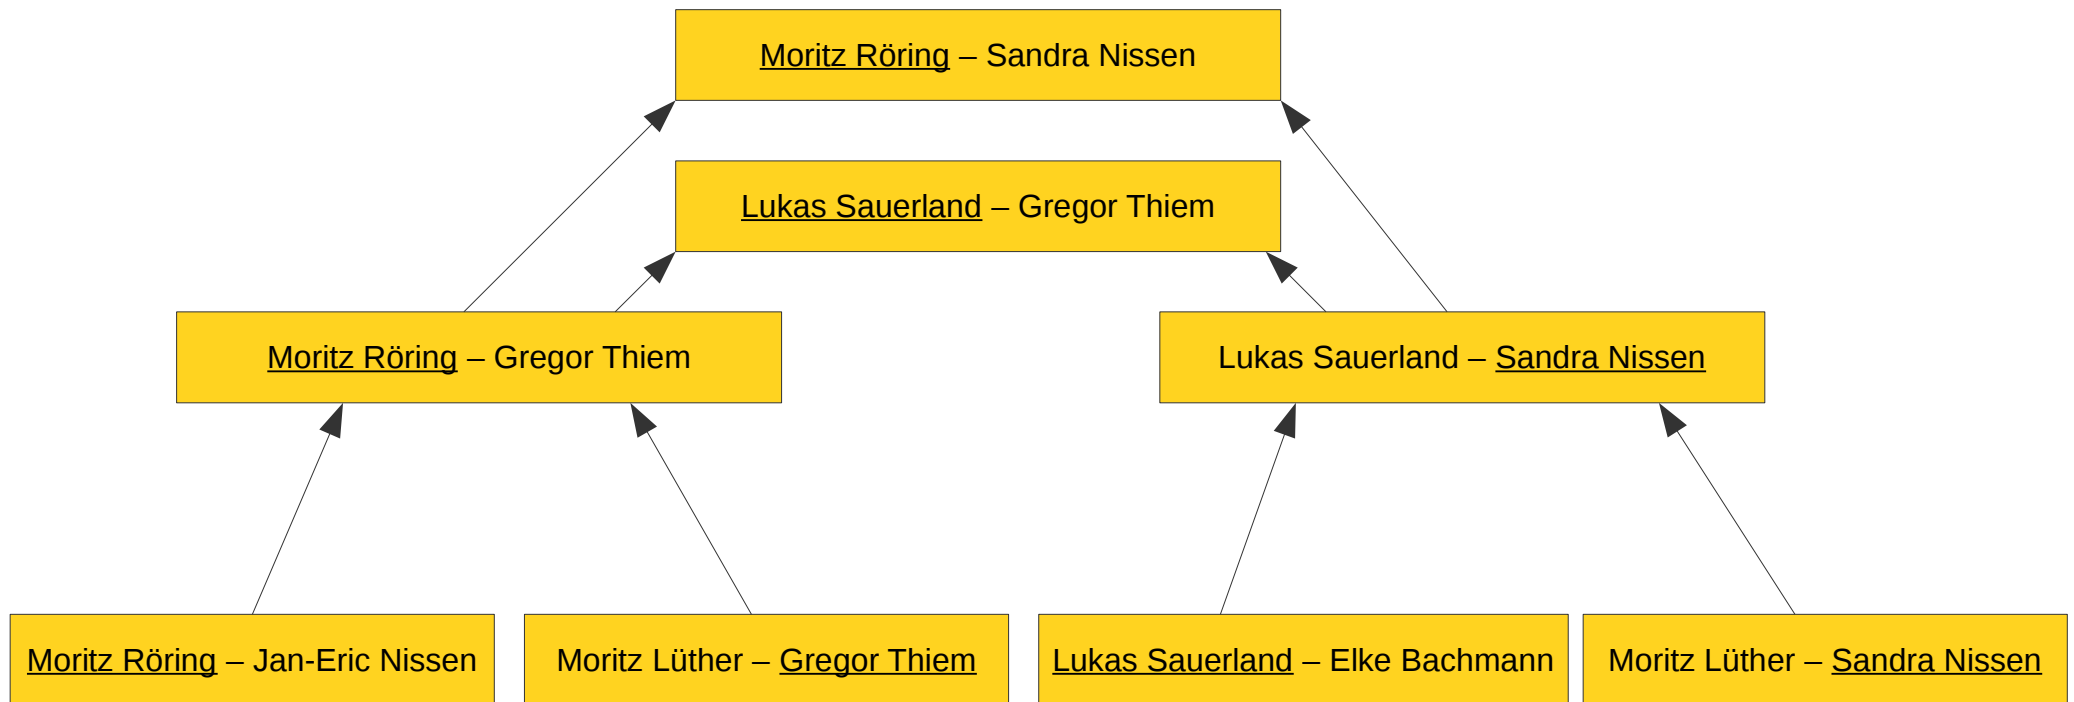 Moritz Röring – Sandra Nissen
Lukas Sauerland – Gregor Thiem
Moritz Röring – Gregor Thiem
Lukas Sauerland – Sandra Nissen
Moritz Röring – Jan-Eric Nissen
Moritz Lüther – Gregor Thiem
Lukas Sauerland – Elke Bachmann
Moritz Lüther – Sandra Nissen